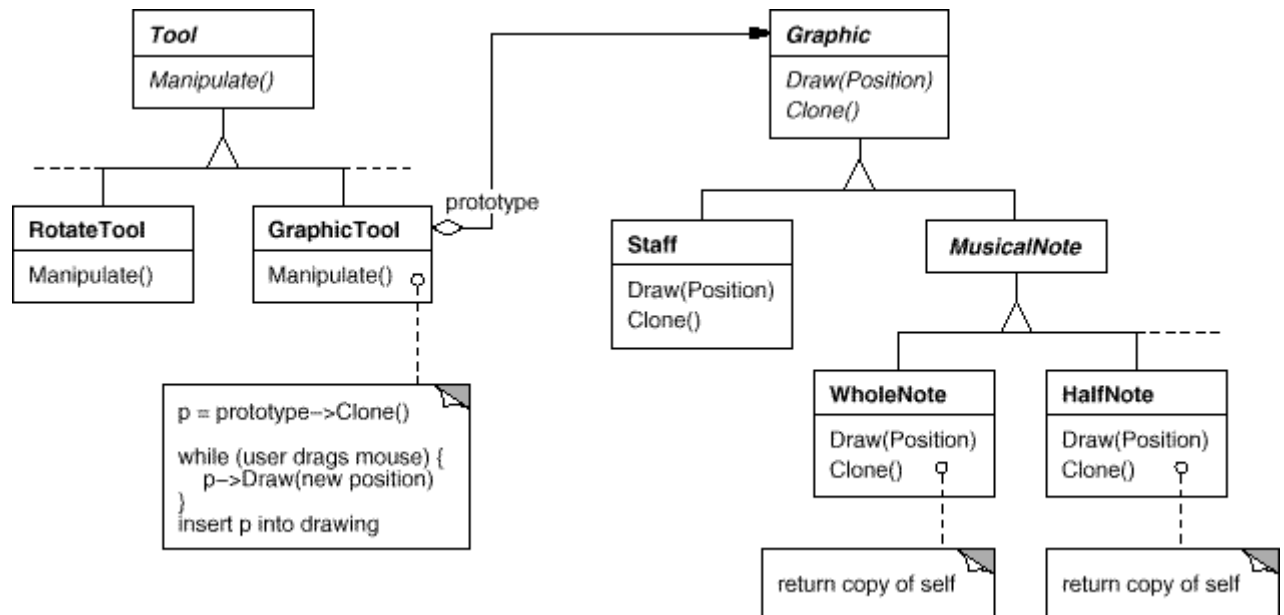 Tool
Manipulate()
RotateTool
Manipulate()
GraphicTool
Manipulate()
prototype
p = prototype–>Clone()
while (user drags mouse) {
p–>Draw(new position)
}
insert p into drawing
Graphic
Draw(Position)
Clone()
Staff
Draw(Position)
Clone()
MusicalNote
WholeNote
Draw(Position)
Clone()
HalfNote
Draw(Position)
Clone()
return copy of self
return copy of self